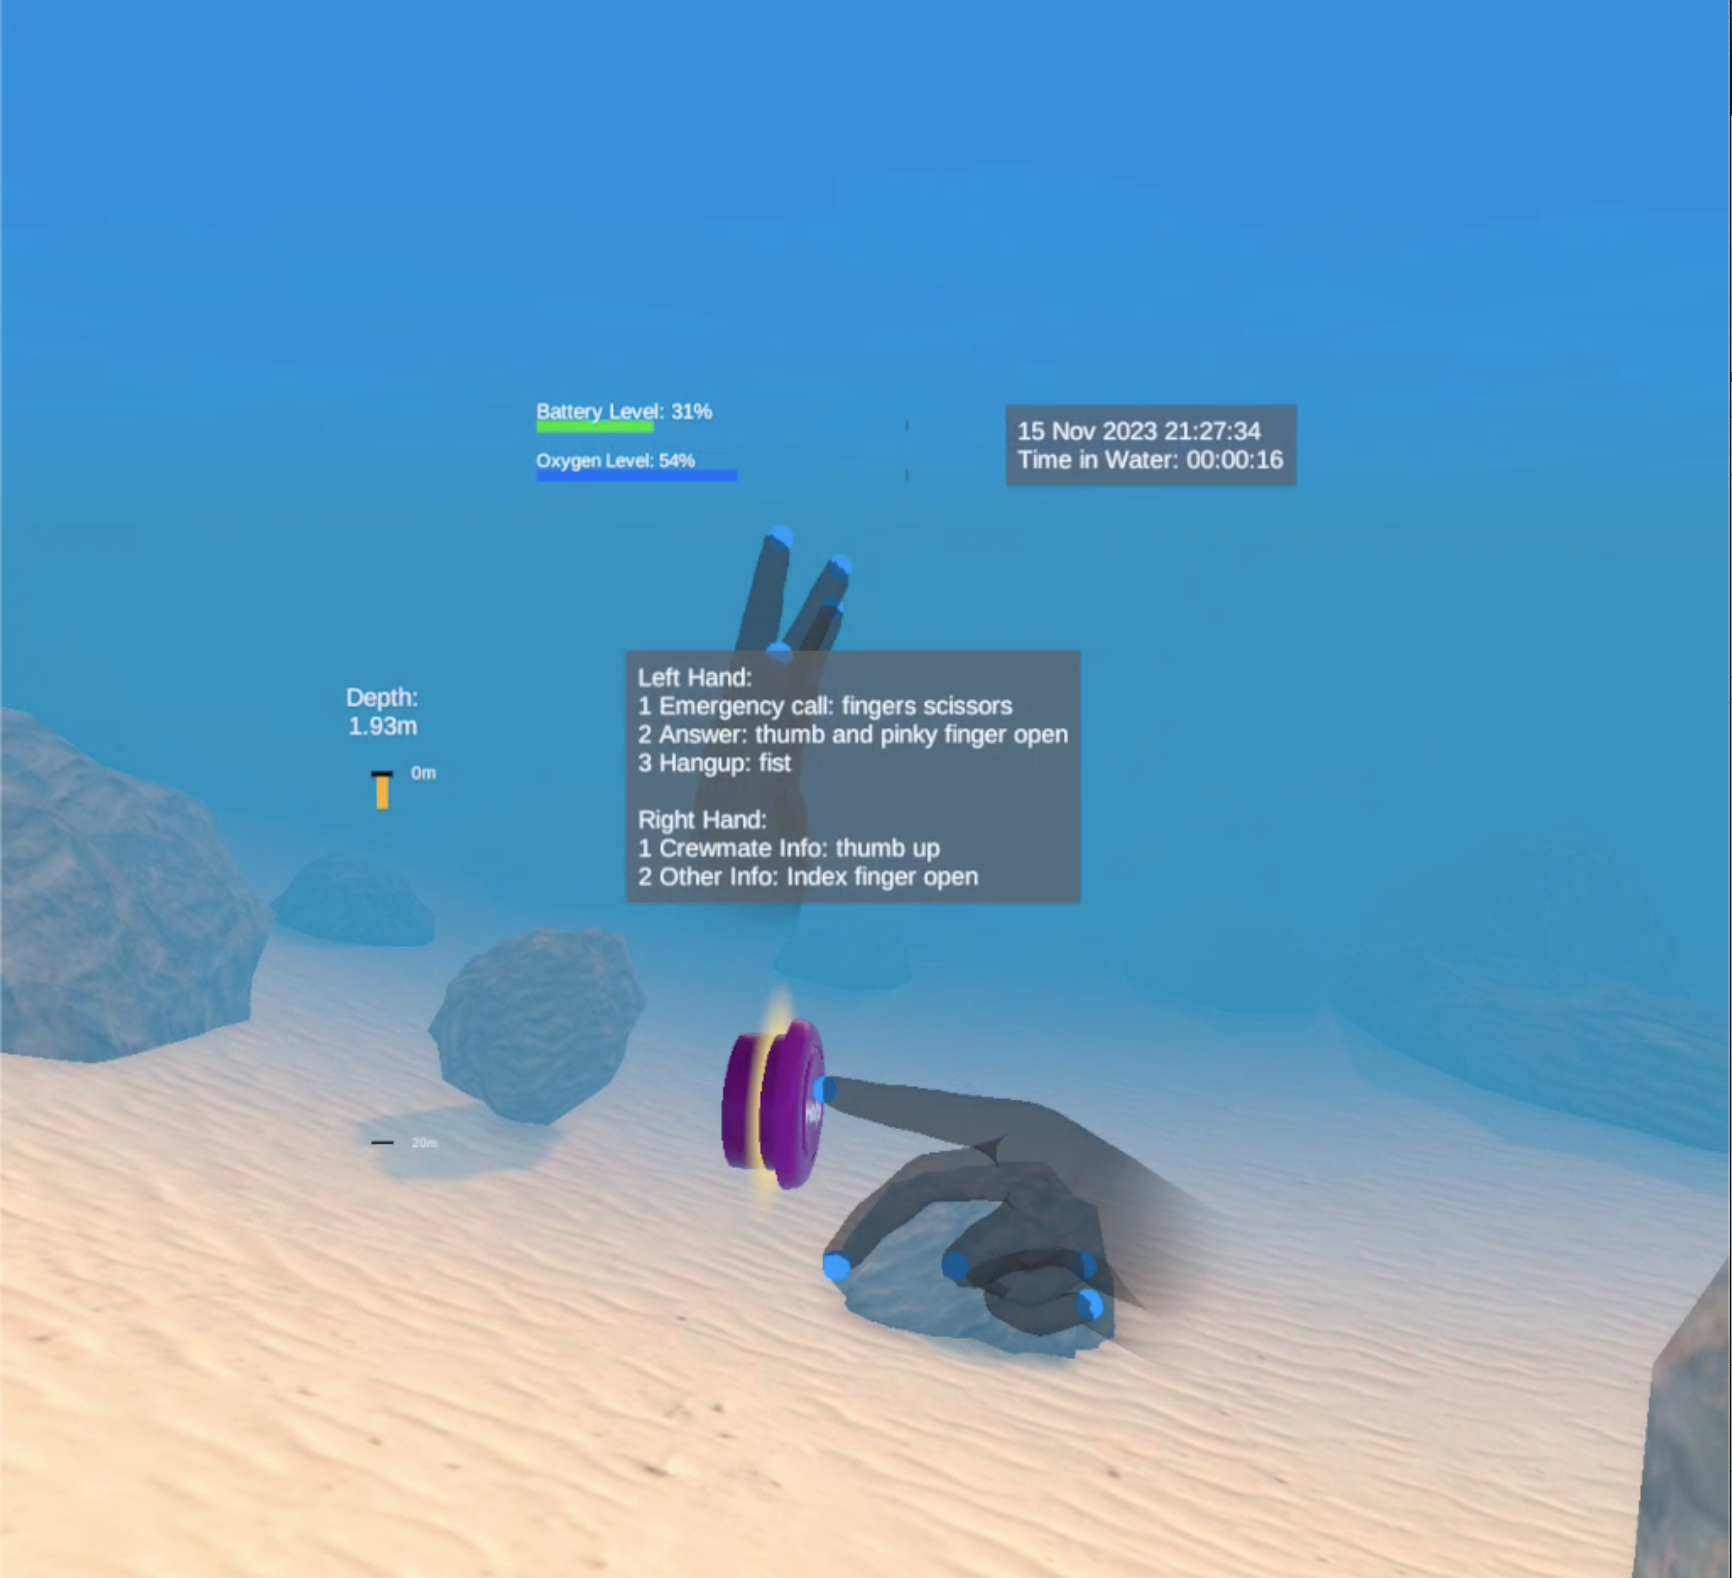 Battery Level: 31%
Oxygen Level: 54%
15 Nov 2023 21:27:34
Time in Water: 00:00:16
Depth:
1.93m
0m
20m
Left Hand:
1 Emergency call: fingers scissors
2 Answer: thumb and pinky finger open
3 Hangup: fist
Right Hand:
1 Crewmate Info: thumb up
2 Other Info: Index finger open